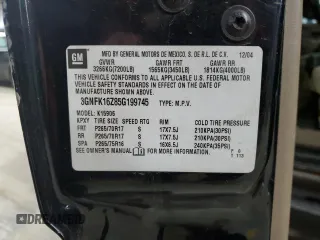 GM
MFD BY GENERAL MOTORS DE MEXICO, S. DE R.L. DE C.V. 12/04
GVWR GAWR FRT GAWR RR
3266KG(7200LB) 1565KG(3450LB) 1814KG(4000LB)
THIS VEHICLE CONFORMS TO ALL APPLICABLE U.S. FEDERAL MOTOR
VEHICLE SAFETY STANDARDS IN EFFECT ON THE DATE OF
MANUFACTURE SHOWN ABOVE.
3GNFK16Z85G199745 TYPE: M.P.V.
MODEL: K15906
TIRE SIZE SPEED RTG RIM COLD TIRE PRESSURE
FRT P265/70R17 S 17X7.5J 210KPA(30PSI)
RR P265/70R17 S 17X7.5J 210KPA(30PSI)
SPA P265/75R16 S 16X6.5J 240KPA(35PSI)
SEE OWNER'S MANUAL FOR ADDITIONAL INFORMATION
AUTOBIDMASTER